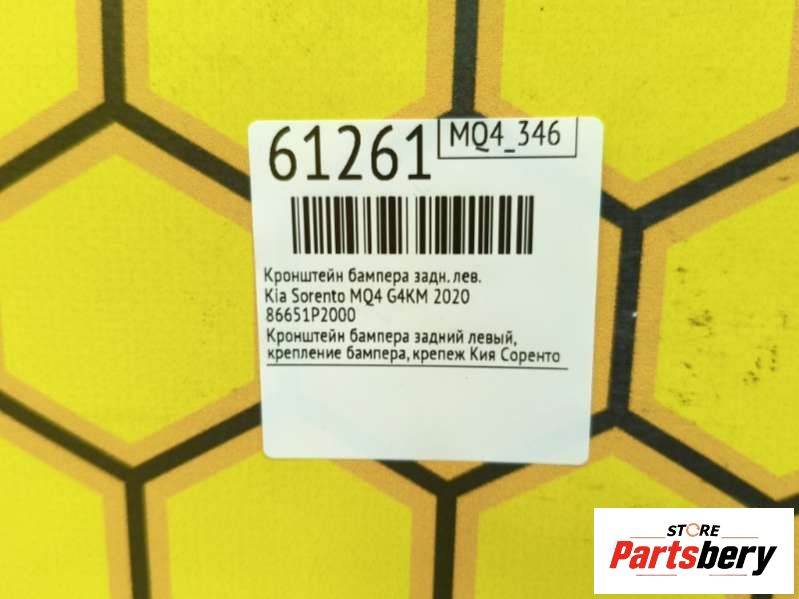 61261
MQ4_346
Кронштейн бампера задн. лев.
Kia Sorento MQ4 G4KM 2020
86651P2000
Кронштейн бампера задний левый,
крепление бампера, крепеж Кия Соренто
STORE
Partsbery